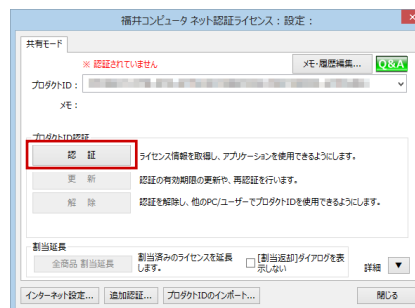 福井コンピュータ ネット認証ライセンス : 設定 :
共有モード
※ 認証されていません
メモ・履歴編集...
Q&A
プロダクトID :
メモ :
プロダクトID認証
認 証
ライセンス情報を取得し、アプリケーションを使用できるようにします。
更 新
認証の有効期限の更新や、再認証を行います。
解 除
認証を解除し、他のPC/ユーザーでプロダクトIDを使用できるようにします。
割当延長
全商品 割当延長
割当済みのライセンスを延長
します。
[割当返却]ダイアログを表
示しない
詳細 ▼
インターネット設定...
追加認証...
プロダクトIDのインポート...
閉じる